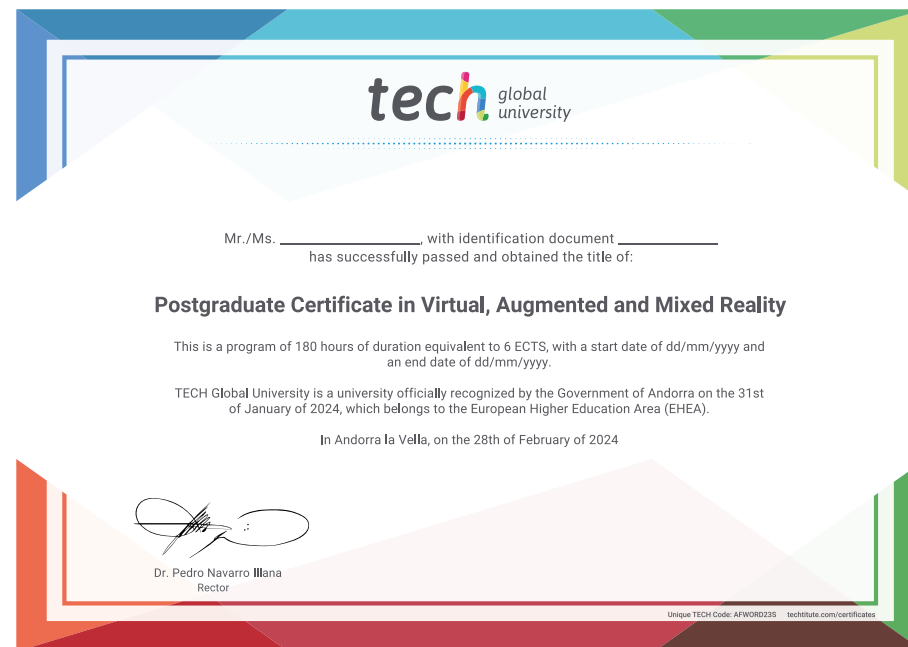 tech global university
Mr./Ms. ____________________, with identification document ______________
has successfully passed and obtained the title of:
Postgraduate Certificate in Virtual, Augmented and Mixed Reality
This is a program of 180 hours of duration equivalent to 6 ECTS, with a start date of dd/mm/yyyy and
an end date of dd/mm/yyyy.
TECH Global University is a university officially recognized by the Government of Andorra on the 31st
of January of 2024, which belongs to the European Higher Education Area (EHEA).
In Andorra la Vella, on the 28th of February of 2024
Dr. Pedro Navarro Illana
Rector
Unique TECH Code: AFWORD23S techtitute.com/certificates